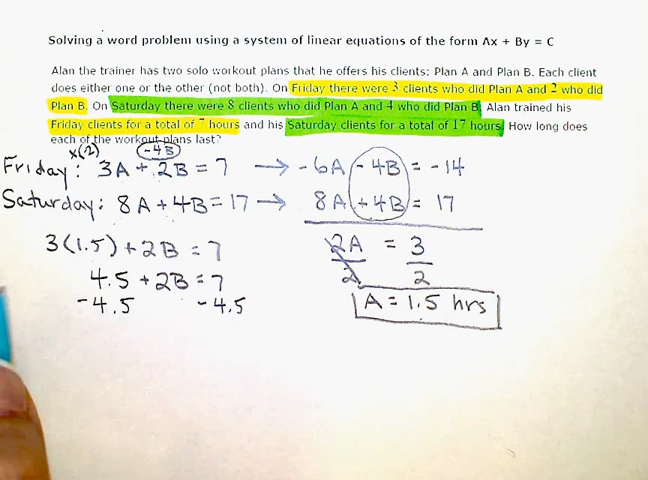 Solving a word problem using a system of linear equations of the form Ax + By = C
Alan the trainer has two solo workout plans that he offers his clients: Plan A and Plan B. Each client
does either one or the other (not both). On Friday there were 3 clients who did Plan A and 2 who did
Plan B. On Saturday there were 8 clients who did Plan A and 4 who did Plan B. Alan trained his
Friday clients for a total of 7 hours and his Saturday clients for a total of 17 hours. How long does
each of the workout plans last?
x(-2) -4B
Friday: 3A + 2B = 7 → -6A - 4B = -14
Saturday: 8A + 4B = 17 → 8A + 4B = 17
3(1.5) + 2B = 7 2A = 3
4.5 + 2B = 7 2 2
-4.5 -4.5 A = 1.5 hrs